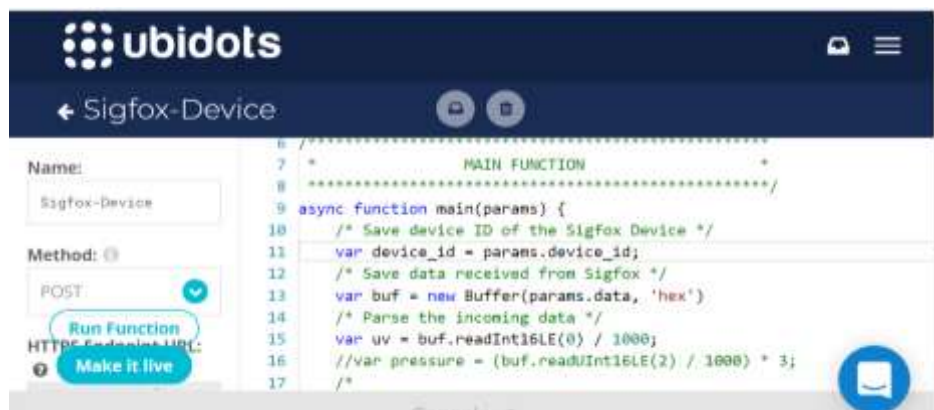 ubidots
Sigfox-Device
Name:
Sigfox-Device
Method:
POST
Run Function
HTTPS Endpoint URL:
Make it live
6 /**************************************************
7 * MAIN FUNCTION *
8 **************************************************/
9 async function main(params) {
10 /* Save device ID of the Sigfox Device */
11 var device_id = params.device_id;
12 /* Save data received from Sigfox */
13 var buf = new Buffer(params.data, 'hex')
14 /* Parse the incoming data */
15 var uv = buf.readInt16LE(0) / 1000;
16 //var pressure = (buf.readUInt16LE(2) / 1000) * 3;
17 /*